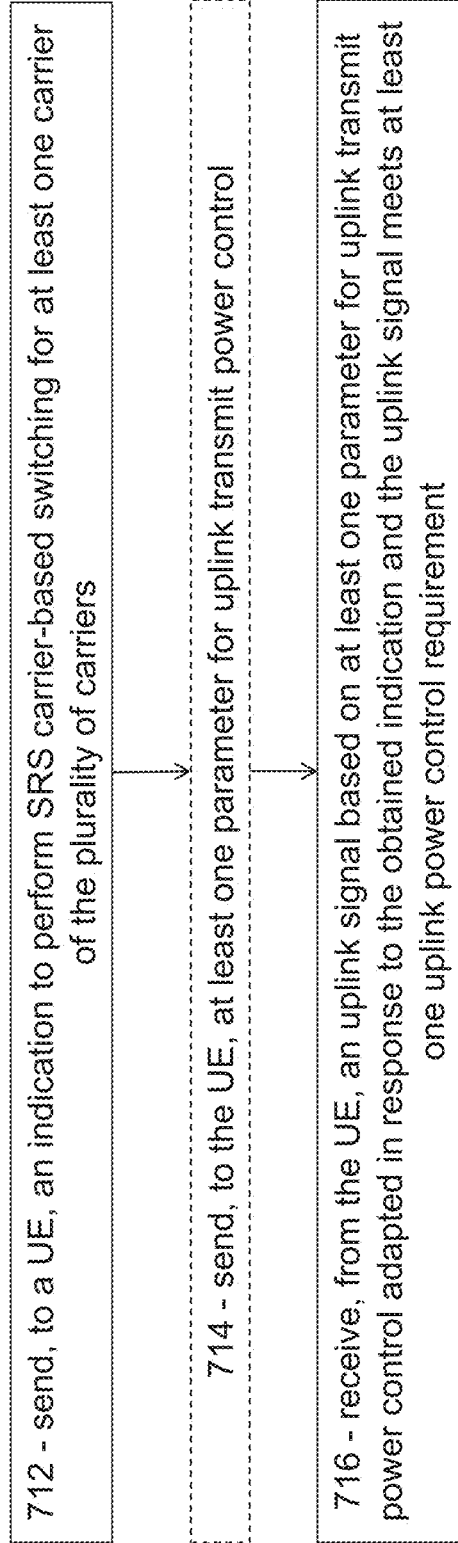 712 - send, to a UE, an indication to perform SRS carrier-based switching for at least one carrier
of the plurality of carriers
714 - send, to the UE, at least one parameter for uplink transmit power control
716 - receive, from the UE, an uplink signal based on at least one parameter for uplink transmit
power control adapted in response to the obtained indication and the uplink signal meets at least
one uplink power control requirement